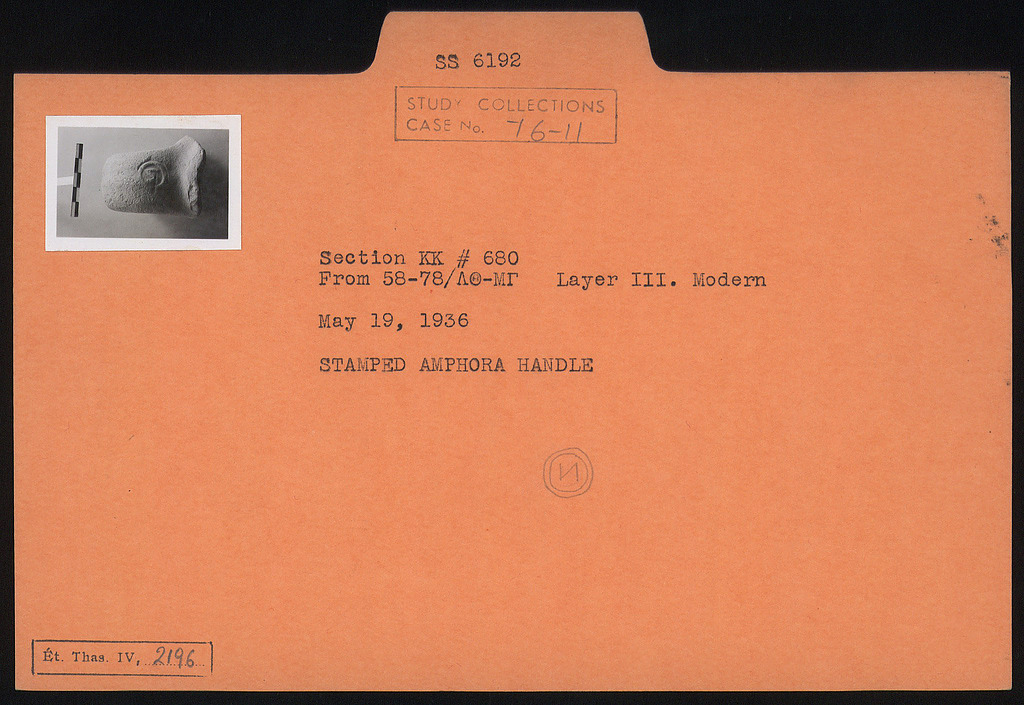 SS 6192
STUDY COLLECTIONS
CASE No. 76-11
Section KK # 680
From 58-78/ΛΘ-ΜΓ Layer III. Modern
May 19, 1936
STAMPED AMPHORA HANDLE
И
Ét. Thas. IV, 2196